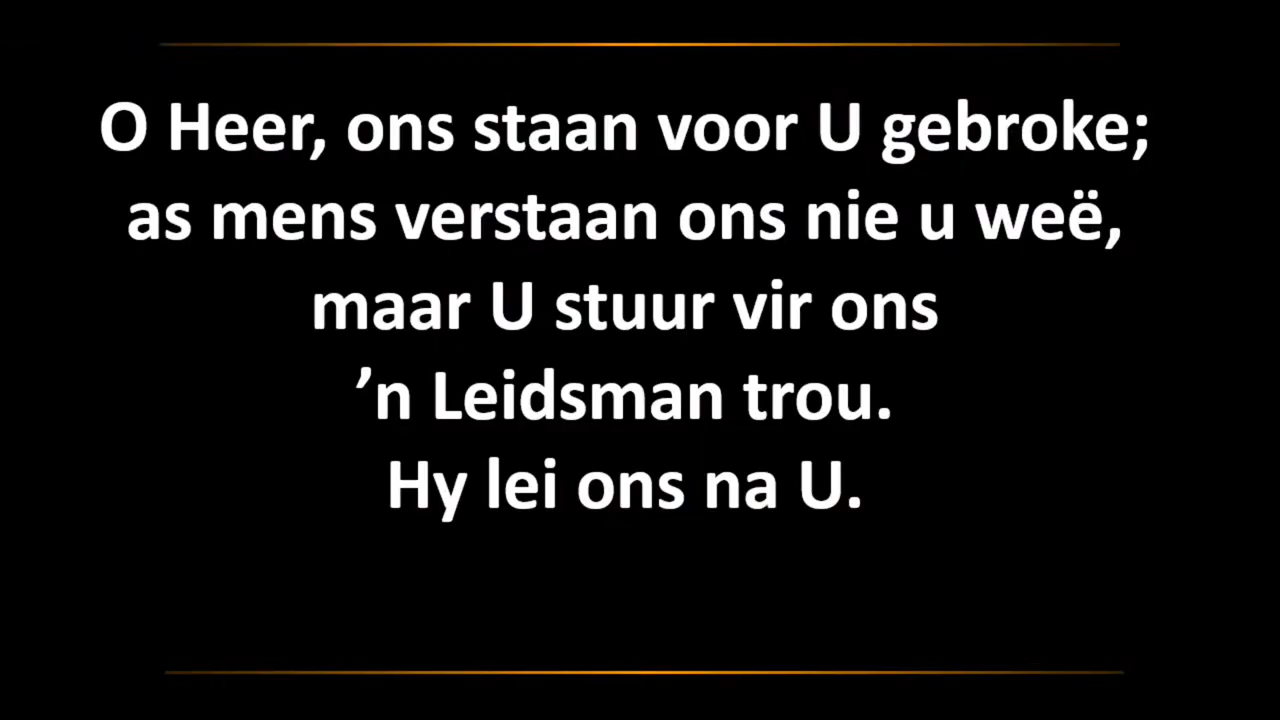 O Heer, ons staan voor U gebroke;
as mens verstaan ons nie u weë,
maar U stuur vir ons
’n Leidsman trou.
Hy lei ons na U.